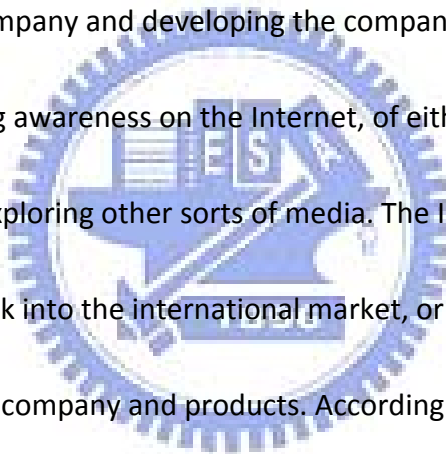 mpany and developing the compan
g awareness on the Internet, of eith
xploring other sorts of media. The I
k into the international market, or
company and products. According
E S A
1896